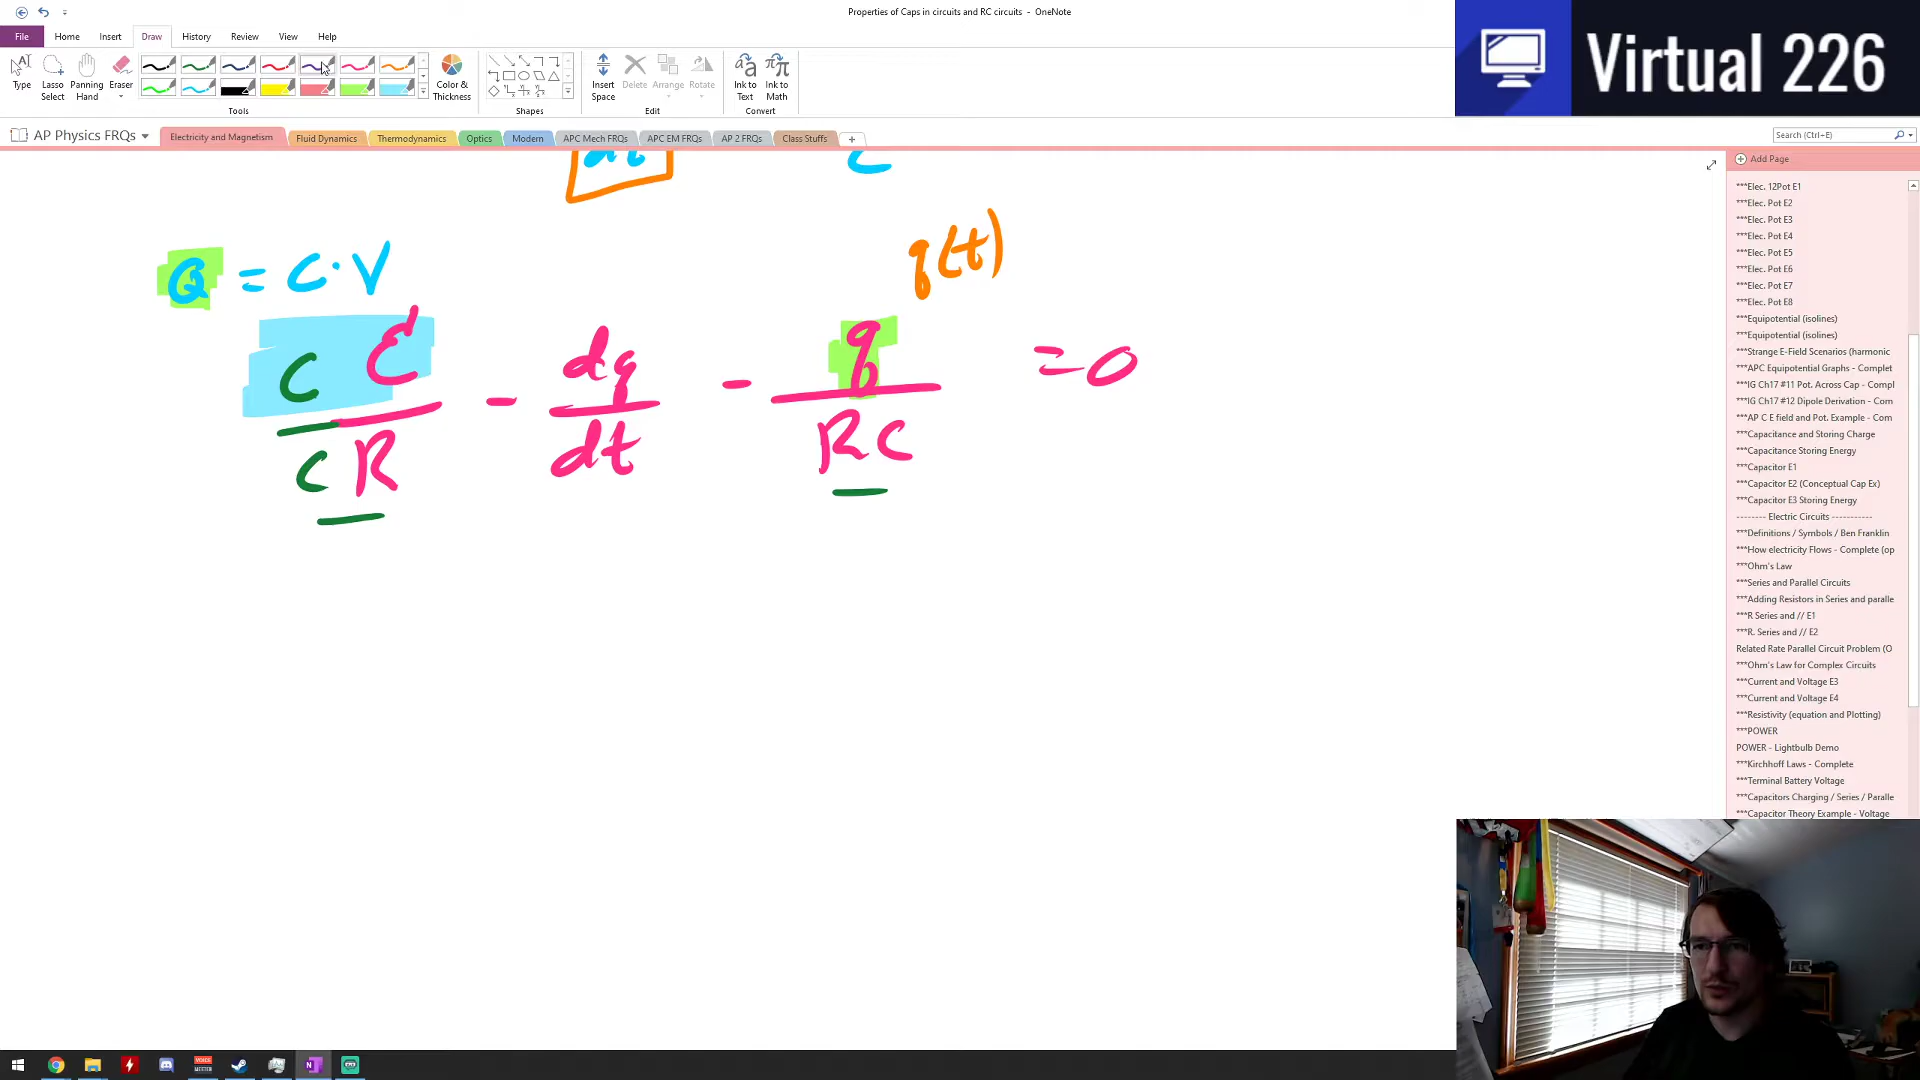 Properties of Caps in circuits and RC circuits - OneNote
Virtual 226
File Home Insert Draw History Review View Help
Type
Lasso Select
Panning Hand
Eraser
Color & Thickness
Insert Space
Delete
Arrange
Rotate
Ink to Text
Ink to Math
Tools
Shapes
Edit
Convert
AP Physics FRQs
Electricity and Magnetism
Fluid Dynamics
Thermodynamics
Optics
Modern
APC Mech FRQs
APC EM FRQs
AP 2 FRQs
Class Stuffs
Search (Ctrl+E)
Add Page
***Elec. 12Pot E1
***Elec. Pot E2
***Elec. Pot E3
***Elec. Pot E4
***Elec. Pot E5
***Elec. Pot E6
***Elec. Pot E7
***Elec. Pot E8
***Equipotential (isolines)
***Equipotential (isolines)
***Strange E-Field Scenarios (harmonic
***APC Equipotential Graphs - Complet
***IG Ch17 #11 Pot. Across Cap - Compl
***IG Ch17 #12 Dipole Derivation - Com
***AP C E field and Pot. Example - Com
***Capacitance and Storing Charge
***Capacitance Storing Energy
***Capacitor E1
***Capacitor E2 (Conceptual Cap Ex)
***Capacitor E3 Storing Energy
-------- Electric Circuits -----------
***Definitions / Symbols / Ben Franklin
***How electricity Flows - Complete (op
***Ohm's Law
***Series and Parallel Circuits
***Adding Resistors in Series and paralle
***R Series and // E1
***R. Series and // E2
Related Rate Parallel Circuit Problem (O
***Ohm's Law for Complex Circuits
***Current and Voltage E3
***Current and Voltage E4
***Resistivity (equation and Plotting)
***POWER
POWER - Lightbulb Demo
***Kirchhoff Laws - Complete
***Terminal Battery Voltage
***Capacitors Charging / Series / Paralle
***Capacitor Theory Example - Voltage
dt C
q(t)
Q = C · V
C ℰ / C R - dq / dt - q / RC = 0